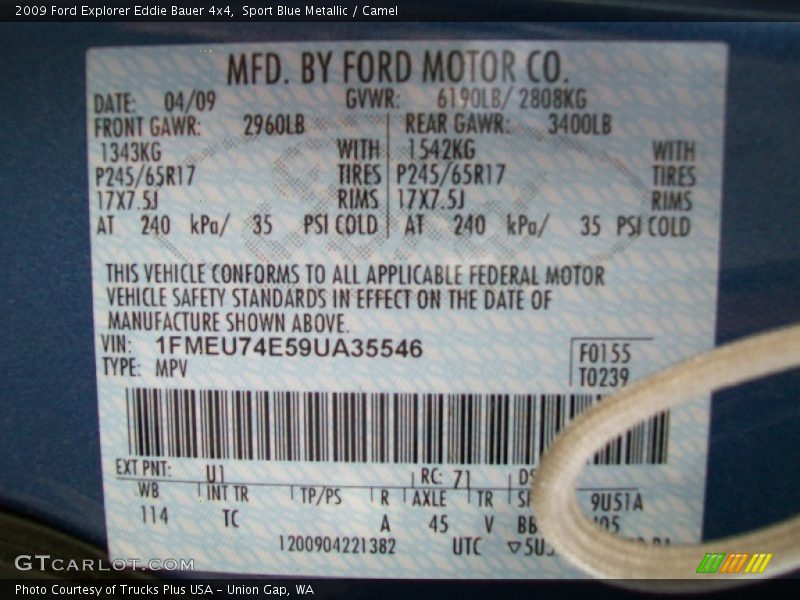 2009 Ford Explorer Eddie Bauer 4x4, Sport Blue Metallic / Camel
MFD. BY FORD MOTOR CO.
DATE: 04/09 GVWR: 6190LB/ 2808KG
FRONT GAWR: 2960LB REAR GAWR: 3400LB
1343KG WITH 1542KG WITH
P245/65R17 TIRES P245/65R17 TIRES
17X7.5J RIMS 17X7.5J RIMS
AT 240 kPa/ 35 PSI COLD AT 240 kPa/ 35 PSI COLD
THIS VEHICLE CONFORMS TO ALL APPLICABLE FEDERAL MOTOR
VEHICLE SAFETY STANDARDS IN EFFECT ON THE DATE OF
MANUFACTURE SHOWN ABOVE.
VIN: 1FMEU74E59UA35546 F0155
TYPE: MPV T0239
EXT PNT: U1 RC: 71
WB INT TR TP/PS R AXLE TR 9U51A
114 TC A 45 V
1200904221382 UTC
GTCARLOT.COM
Photo Courtesy of Trucks Plus USA - Union Gap, WA